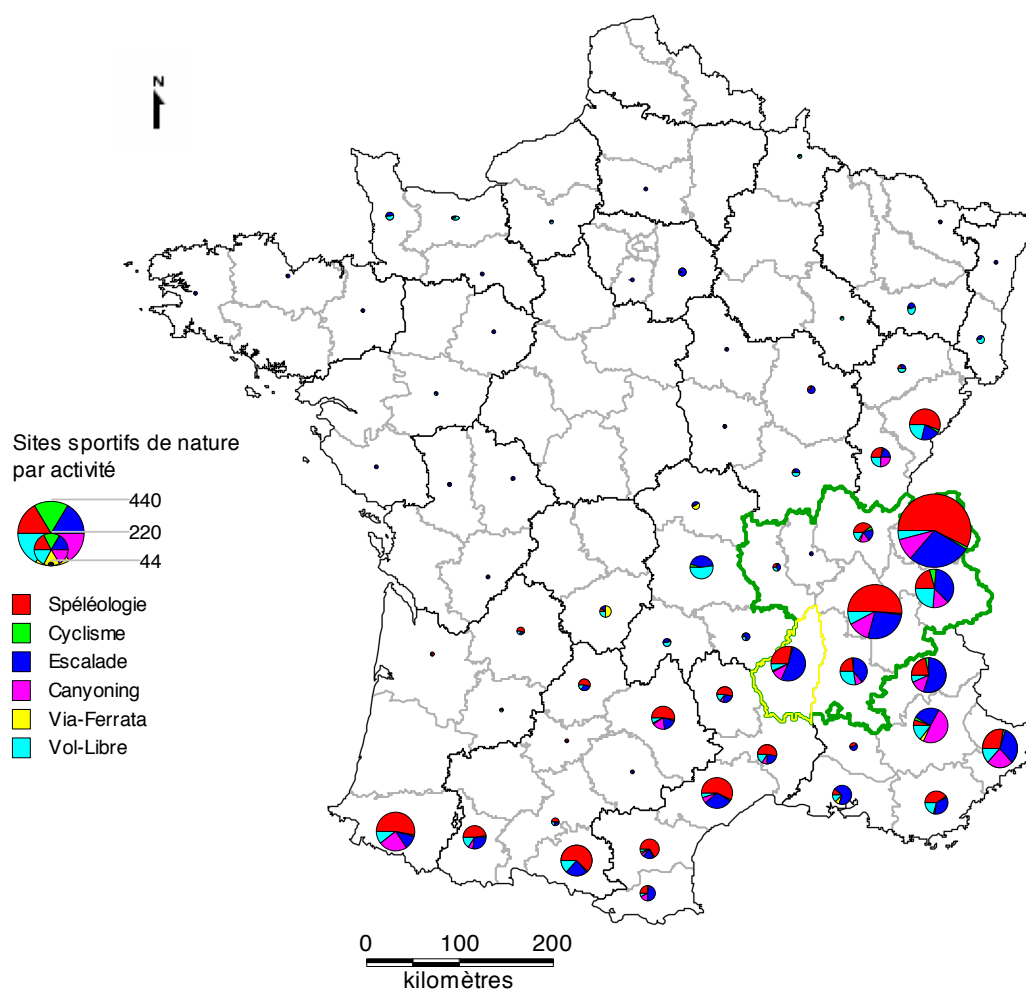 N
Sites sportifs de nature
par activité
440
220
44
Spéléologie
Cyclisme
Escalade
Canyoning
Via-Ferrata
Vol-Libre
0 100 200
kilomètres